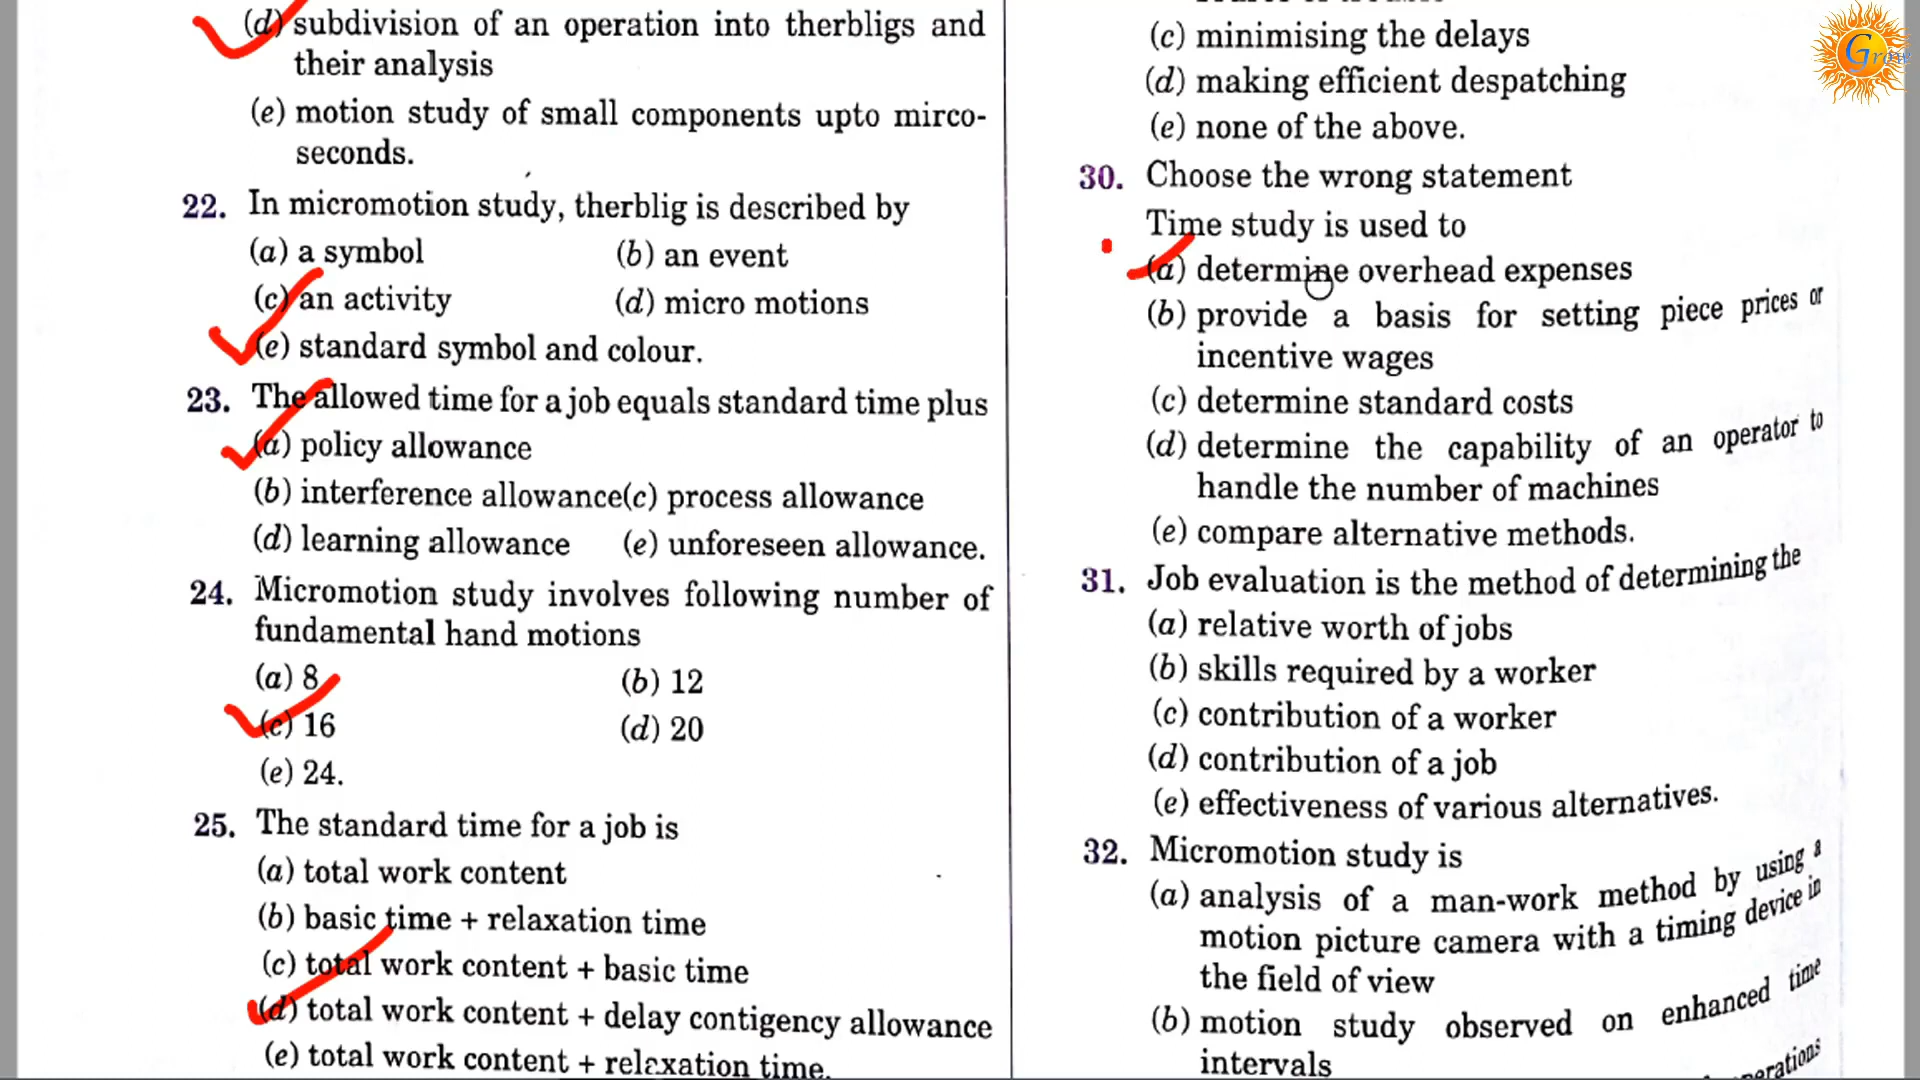 (d) subdivision of an operation into therbligs and
their analysis
(e) motion study of small components upto mirco-
seconds.
22. In micromotion study, therblig is described by
(a) a symbol (b) an event
(c) an activity (d) micro motions
(e) standard symbol and colour.
23. The allowed time for a job equals standard time plus
(a) policy allowance
(b) interference allowance (c) process allowance
(d) learning allowance (e) unforeseen allowance.
24. Micromotion study involves following number of
fundamental hand motions
(a) 8 (b) 12
(c) 16 (d) 20
(e) 24.
25. The standard time for a job is
(a) total work content
(b) basic time + relaxation time
(c) total work content + basic time
(d) total work content + delay contigency allowance
(e) total work content + relaxation time.
(c) minimising the delays
(d) making efficient despatching
(e) none of the above.
30. Choose the wrong statement
Time study is used to
(a) determine overhead expenses
(b) provide a basis for setting piece prices or
incentive wages
(c) determine standard costs
(d) determine the capability of an operator to
handle the number of machines
(e) compare alternative methods.
31. Job evaluation is the method of determining the
(a) relative worth of jobs
(b) skills required by a worker
(c) contribution of a worker
(d) contribution of a job
(e) effectiveness of various alternatives.
32. Micromotion study is
(a) analysis of a man-work method by using a
motion picture camera with a timing device in
the field of view
(b) motion study observed on enhanced time
intervals